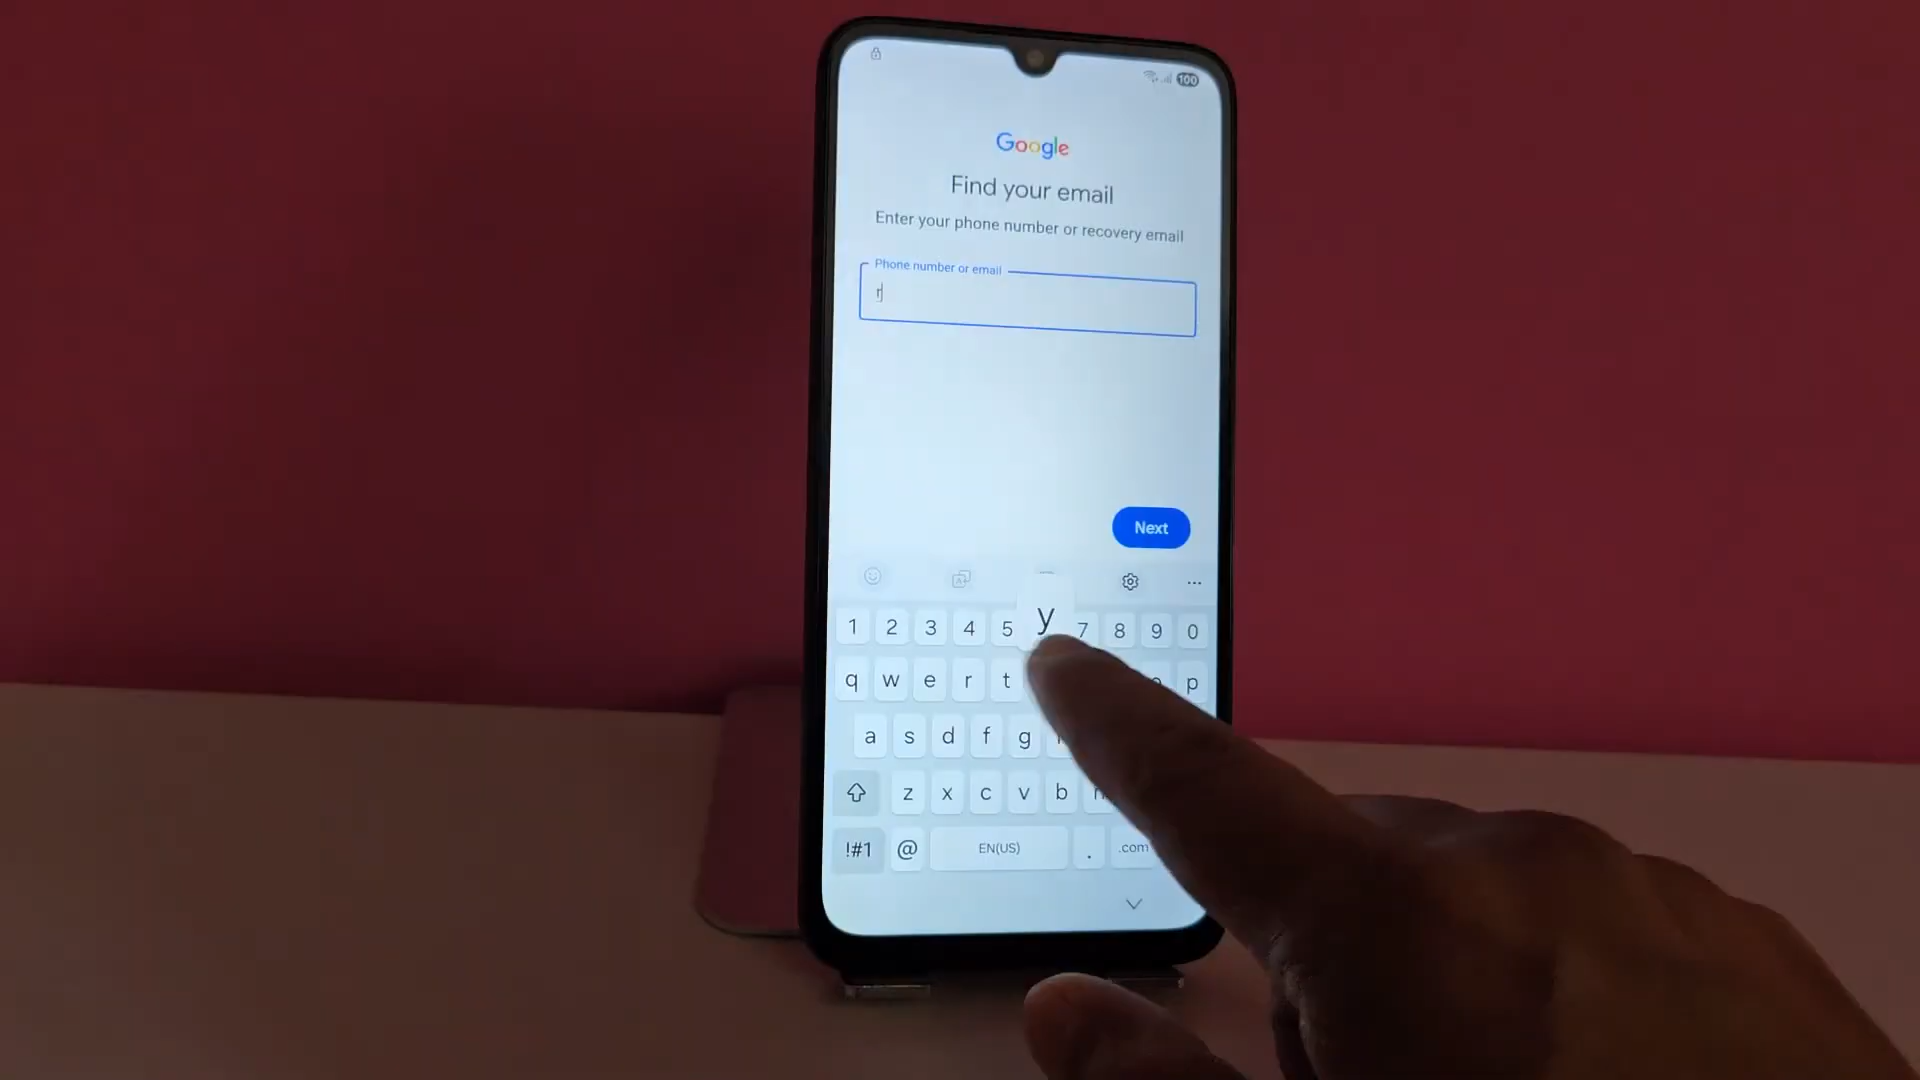 100
Google
Find your email
Enter your phone number or recovery email
Phone number or email
r
Next
y
1 2 3 4 5 7 8 9 0
q w e r t p
a s d f g
z x c v b
!#1 @ EN(US) . .com